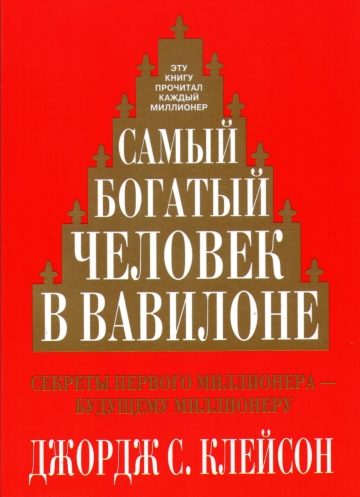 ЭТУ
КНИГУ
ПРОЧИТАЛ
КАЖДЫЙ
МИЛЛИОНЕР
САМЫЙ
БОГАТЫЙ
ЧЕЛОВЕК
В ВАВИЛОНЕ
СЕКРЕТЫ ПЕРВОГО МИЛЛИОНЕРА —
БУДУЩЕМУ МИЛЛИОНЕРУ
ДЖОРДЖ С. КЛЕЙСОН